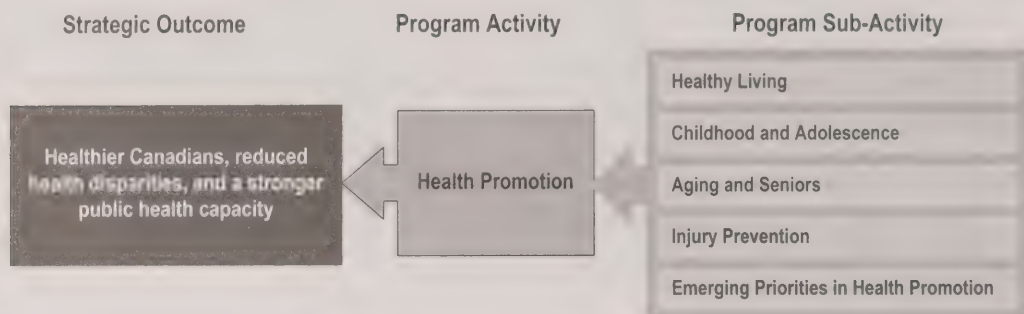 Strategic Outcome
Program Activity
Program Sub-Activity
Healthier Canadians, reduced
health disparities, and a stronger
public health capacity
Health Promotion
Healthy Living
Childhood and Adolescence
Aging and Seniors
Injury Prevention
Emerging Priorities in Health Promotion